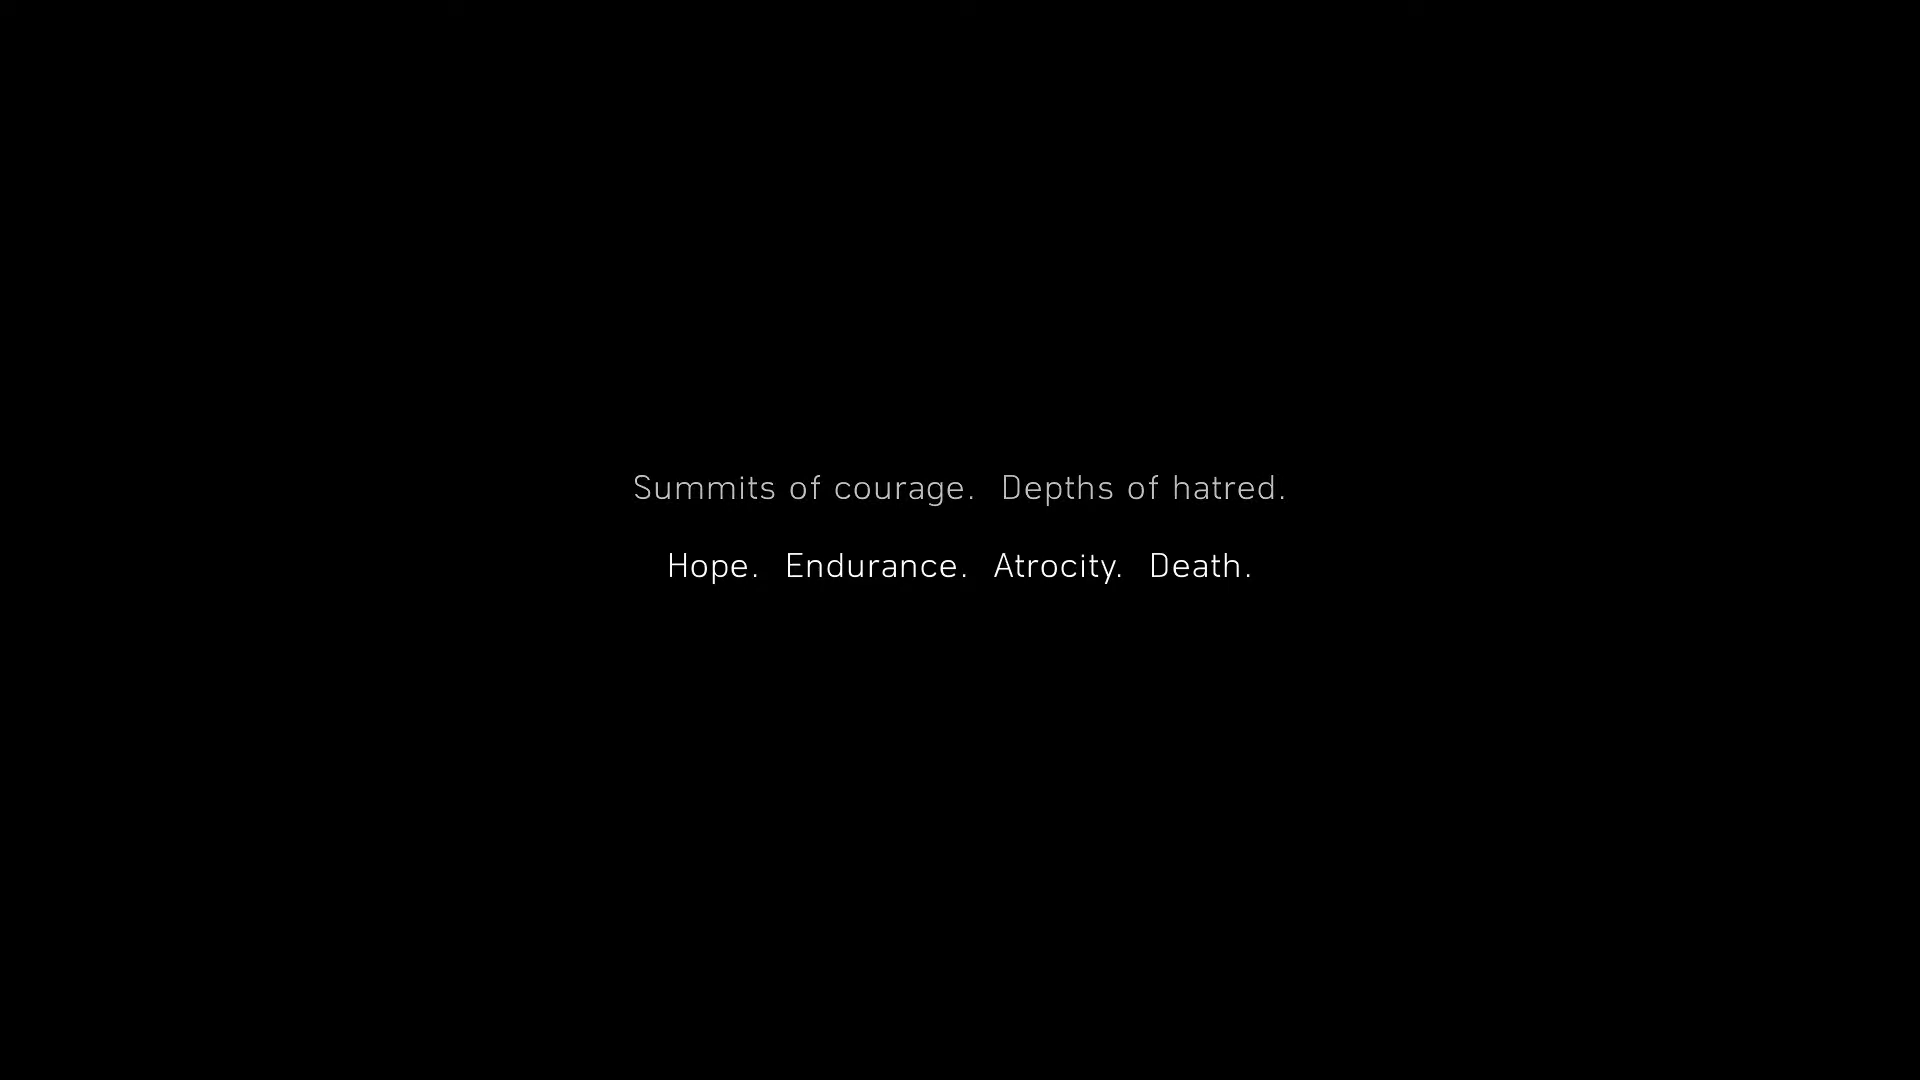 Summits of courage.  Depths of hatred.
Hope.  Endurance.  Atrocity.  Death.